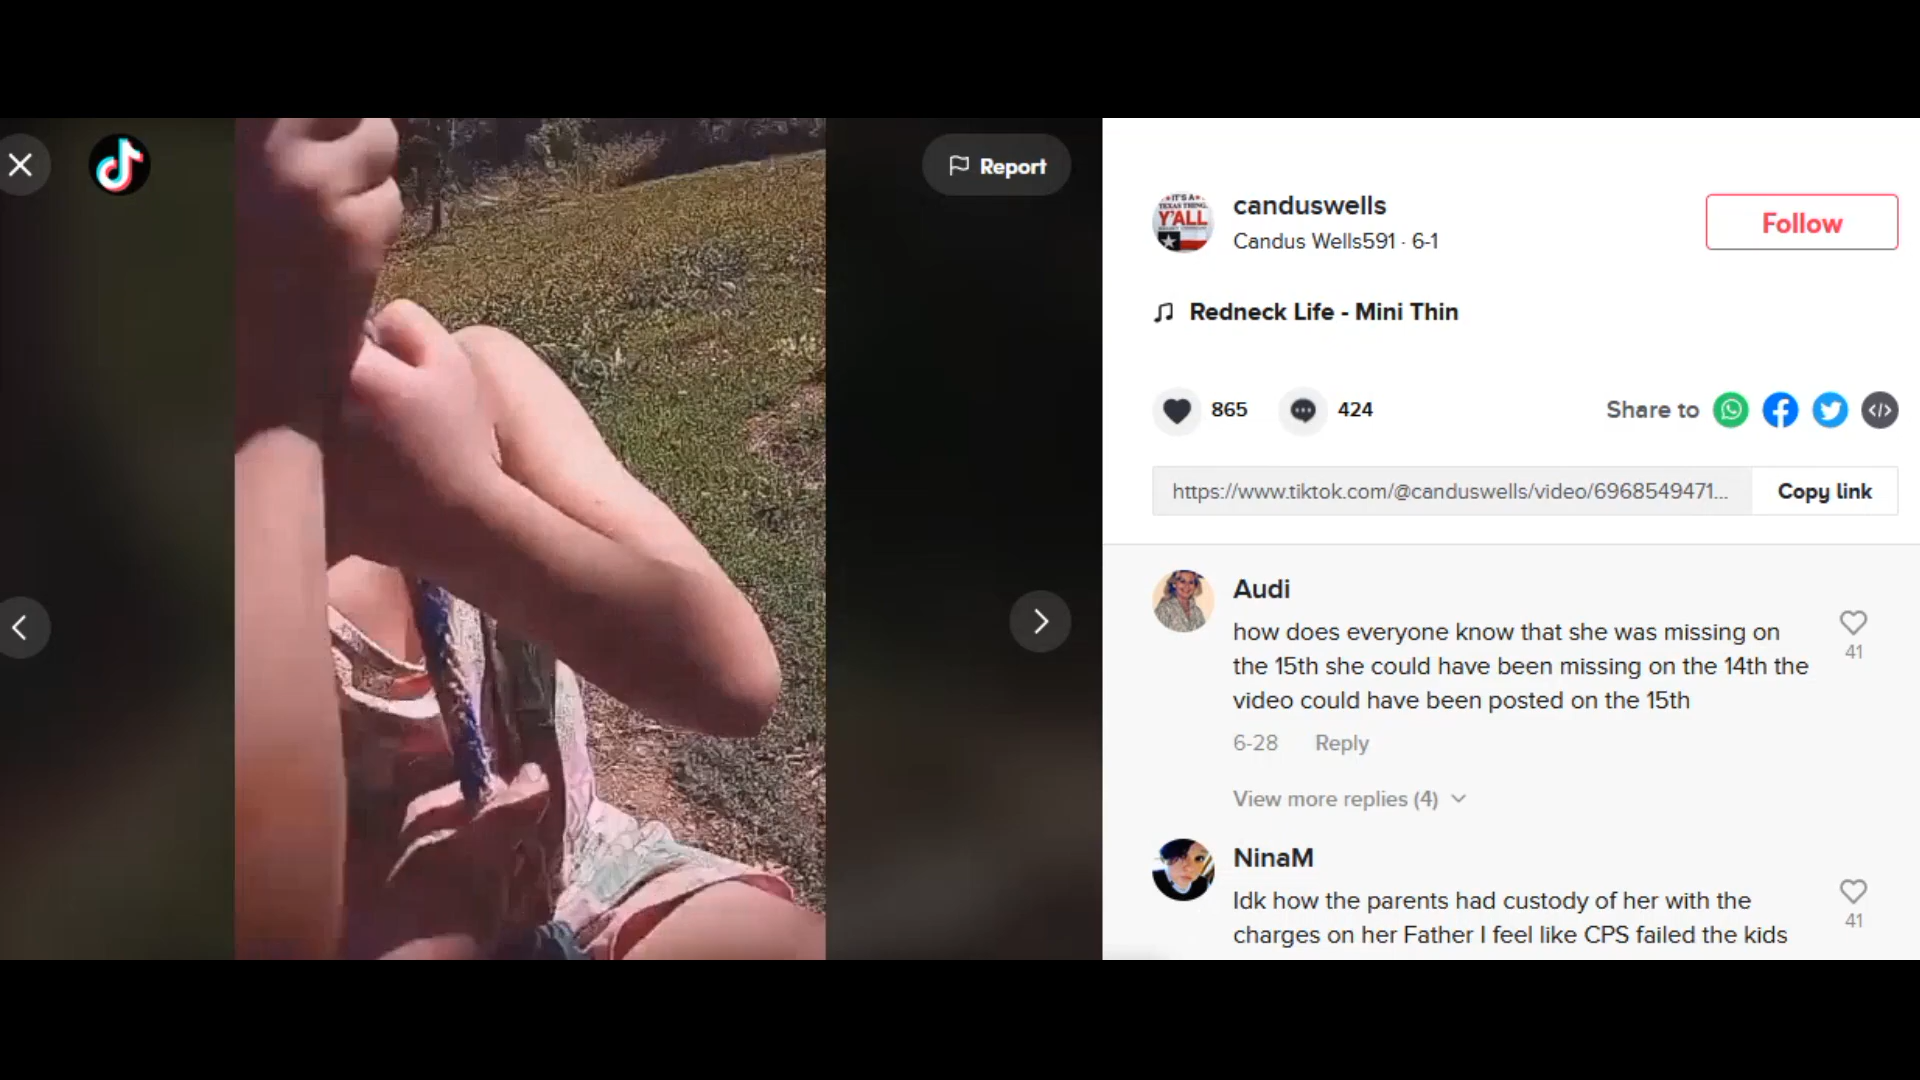 Report
IT'S A
TEXAS THING,
Y'ALL
canduswells
Candus Wells591 · 6-1
Follow
Redneck Life - Mini Thin
865
424
Share to
https://www.tiktok.com/@canduswells/video/6968549471...
Copy link
Audi
how does everyone know that she was missing on
the 15th she could have been missing on the 14th the
video could have been posted on the 15th
41
6-28
Reply
View more replies (4)
NinaM
Idk how the parents had custody of her with the
charges on her Father I feel like CPS failed the kids
41